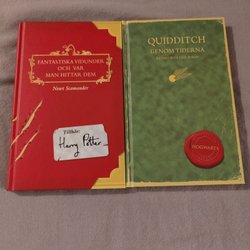 FANTASTISKA VIDUNDER
OCH VAR
MAN HITTAR DEM
Newt Scamander
Tillhör:
Harry Potter
QUIDDITCH
GENOM TIDERNA
HOGWARTS